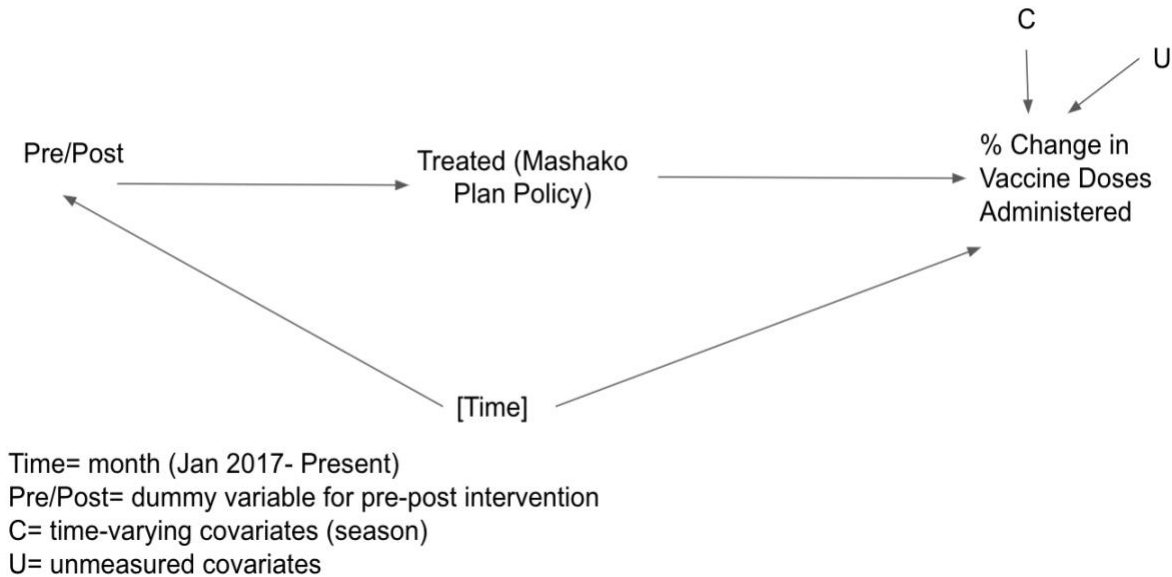 C
U
Pre/Post
Treated (Mashako
Plan Policy)
% Change in
Vaccine Doses
Administered
[Time]
Time= month (Jan 2017- Present)
Pre/Post= dummy variable for pre-post intervention
C= time-varying covariates (season)
U= unmeasured covariates